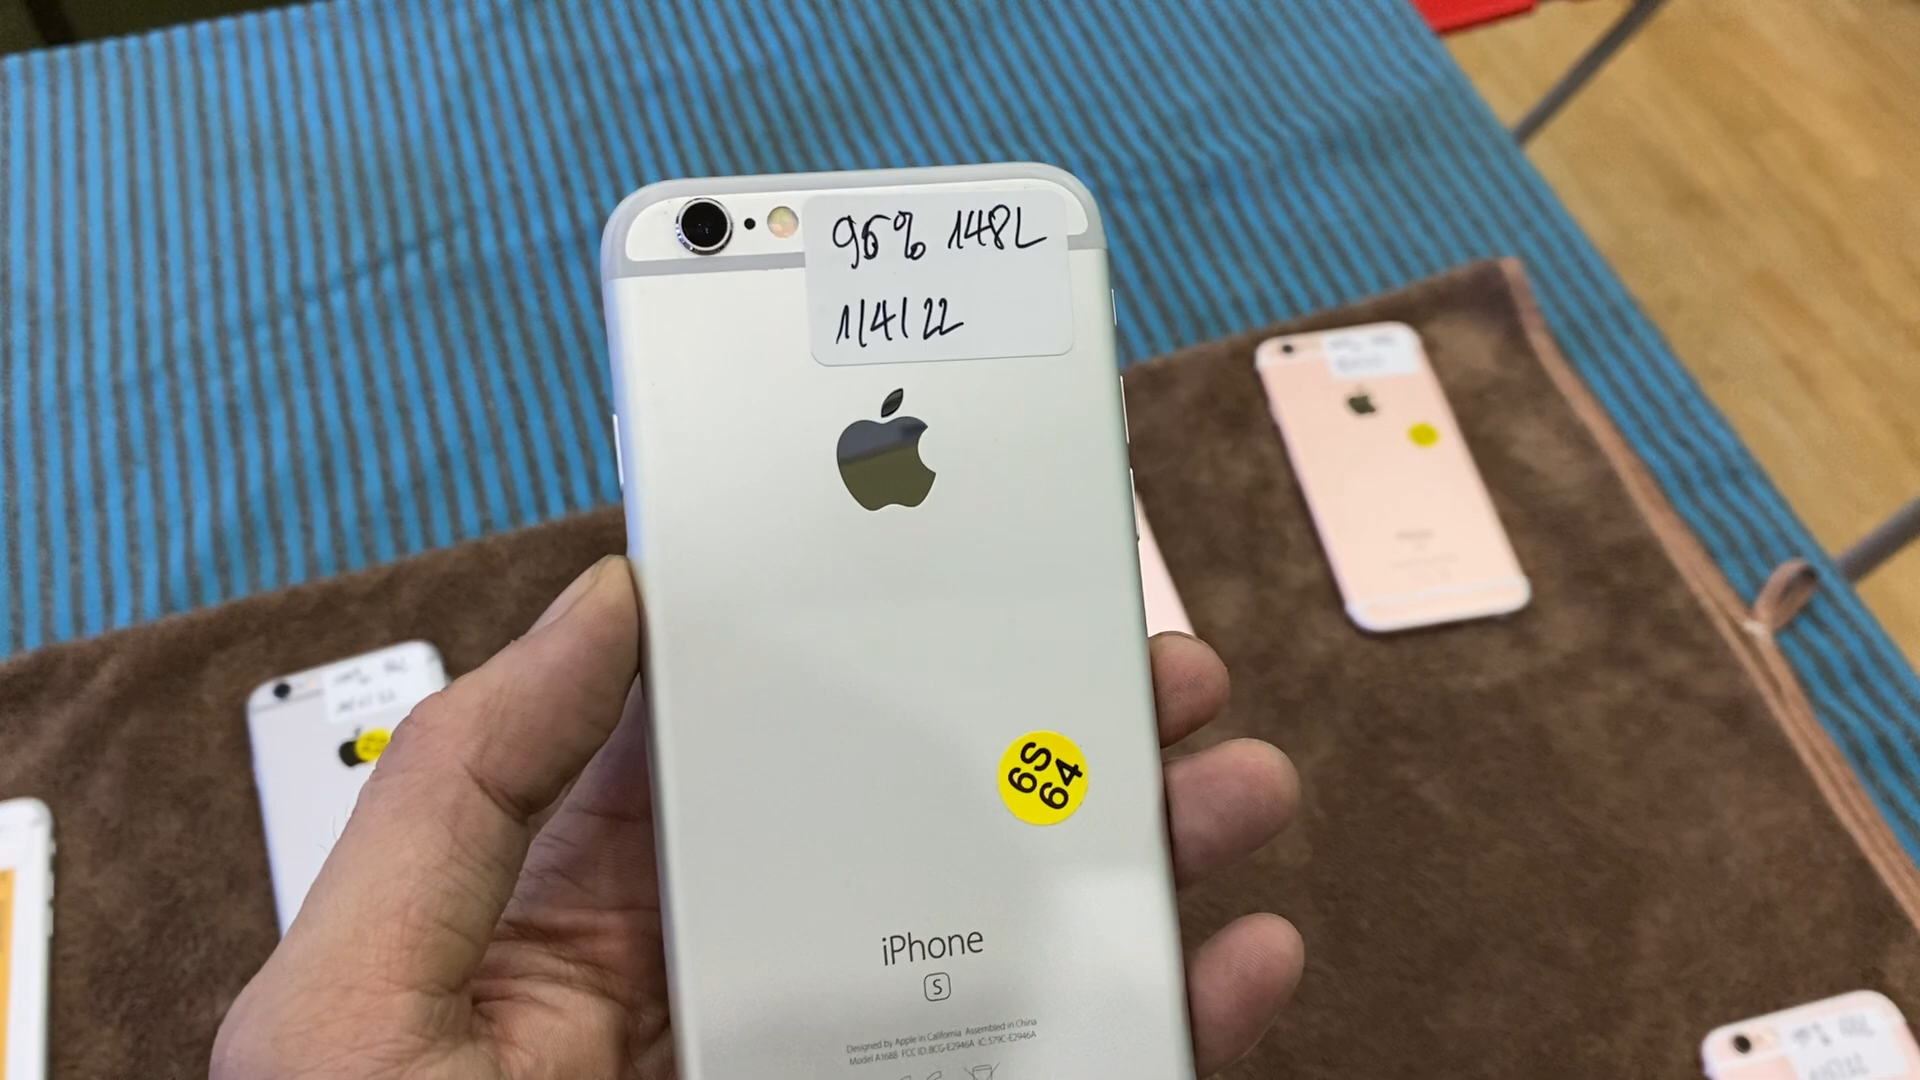 96% 148L
1/4/22
6S
64
iPhone
S
Designed by Apple in California Assembled in China
Model A1688 FCC ID:BCG-E2946A IC:579C-E2946A